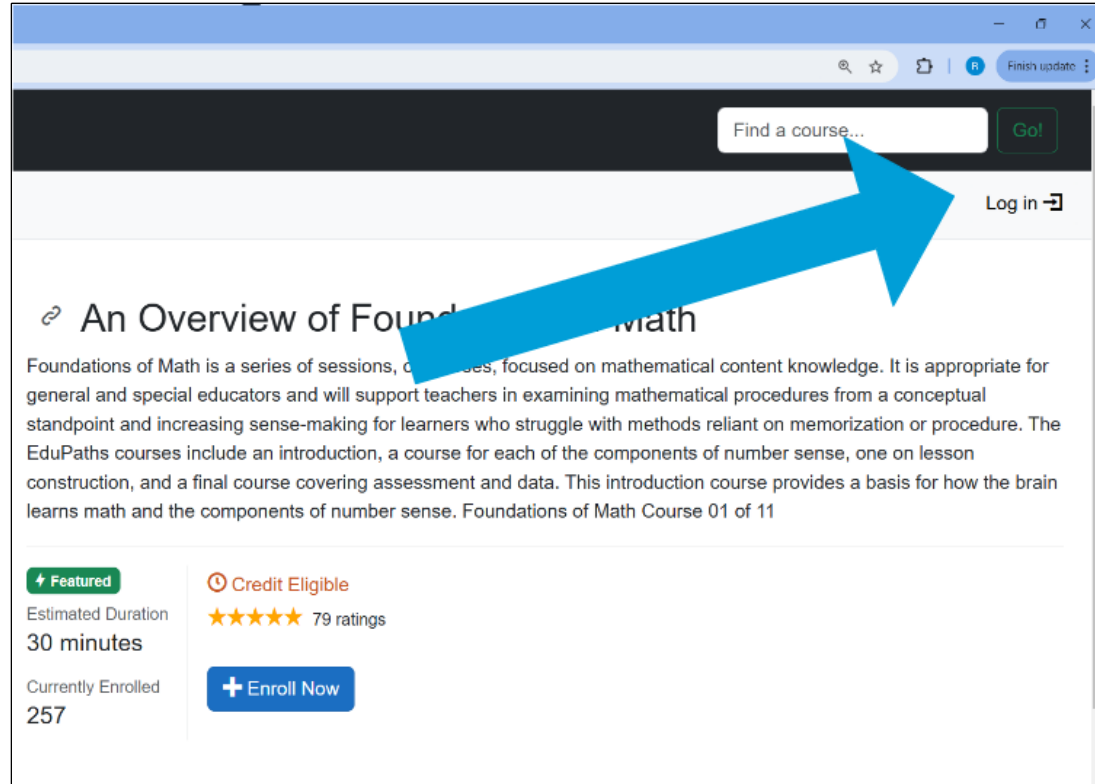 Finish update
Find a course...
Go!
Log in
An Overview of Found Math
Foundations of Math is a series of sessions, focused on mathematical content knowledge. It is appropriate for
general and special educators and will support teachers in examining mathematical procedures from a conceptual
standpoint and increasing sense-making for learners who struggle with methods reliant on memorization or procedure. The
EduPaths courses include an introduction, a course for each of the components of number sense, one on lesson
construction, and a final course covering assessment and data. This introduction course provides a basis for how the brain
learns math and the components of number sense. Foundations of Math Course 01 of 11
Featured
Credit Eligible
Estimated Duration
79 ratings
30 minutes
Currently Enrolled
Enroll Now
257